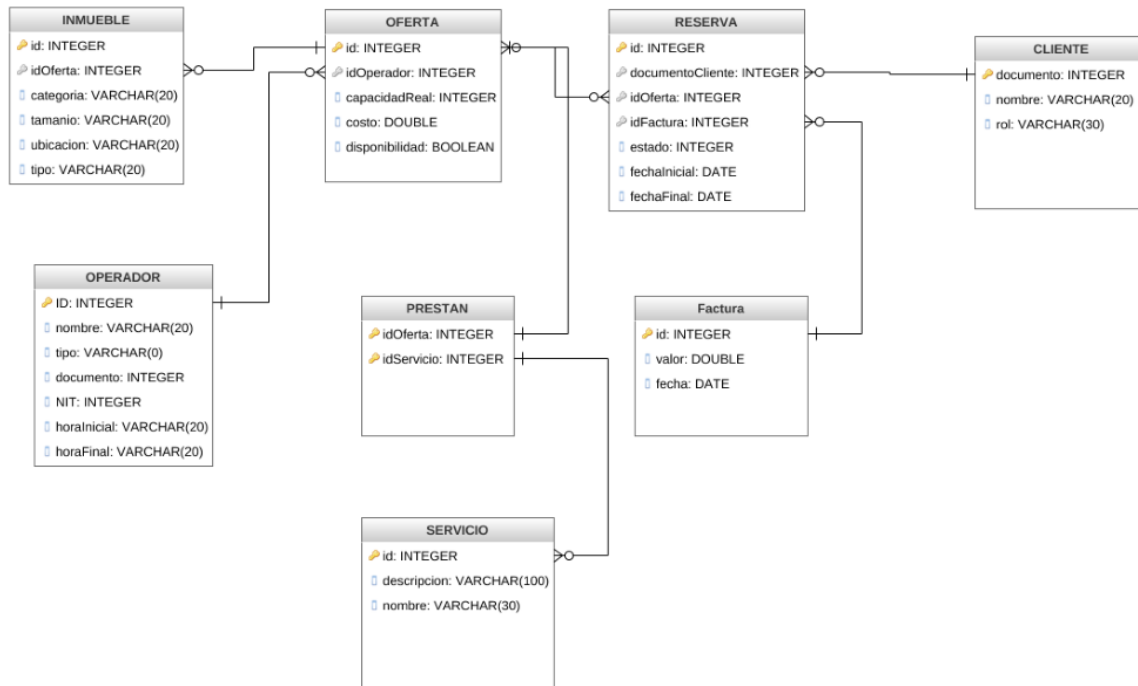 INMUEBLE
id: INTEGER
idOferta: INTEGER
categoria: VARCHAR(20)
tamanio: VARCHAR(20)
ubicacion: VARCHAR(20)
tipo: VARCHAR(20)
OFERTA
id: INTEGER
idOperador: INTEGER
capacidadReal: INTEGER
costo: DOUBLE
disponibilidad: BOOLEAN
RESERVA
id: INTEGER
documentoCliente: INTEGER
idOferta: INTEGER
idFactura: INTEGER
estado: INTEGER
fechaInicial: DATE
fechaFinal: DATE
CLIENTE
documento: INTEGER
nombre: VARCHAR(20)
rol: VARCHAR(30)
OPERADOR
ID: INTEGER
nombre: VARCHAR(20)
tipo: VARCHAR(0)
documento: INTEGER
NIT: INTEGER
horaInicial: VARCHAR(20)
horaFinal: VARCHAR(20)
PRESTAN
idOferta: INTEGER
idServicio: INTEGER
Factura
id: INTEGER
valor: DOUBLE
fecha: DATE
SERVICIO
id: INTEGER
descripcion: VARCHAR(100)
nombre: VARCHAR(30)